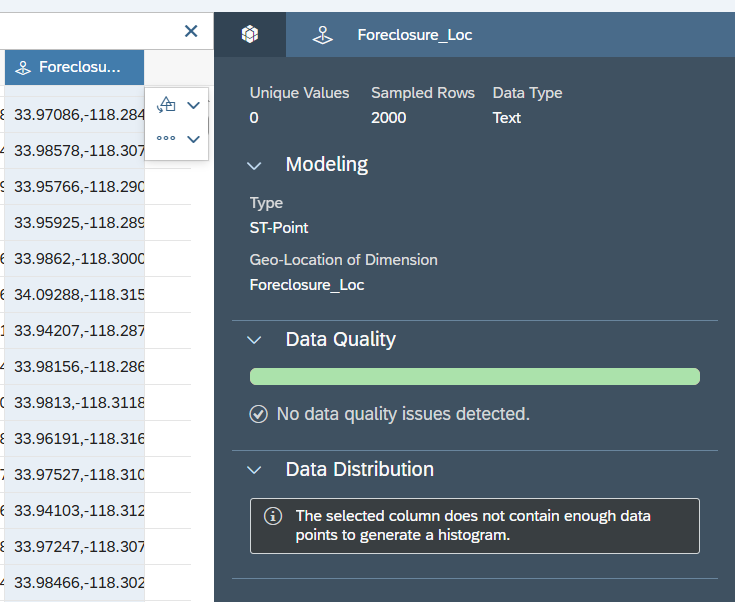 Foreclosure_Loc
Foreclosu...
33.97086,-118.284
33.98578,-118.307
33.95766,-118.290
33.95925,-118.289
33.9862,-118.3000
34.09288,-118.315
33.94207,-118.287
33.98156,-118.286
33.9813,-118.3118
33.96191,-118.316
33.97527,-118.310
33.94103,-118.312
33.97247,-118.307
33.98466,-118.302
Unique Values Sampled Rows Data Type
0 2000 Text
Modeling
Type
ST-Point
Geo-Location of Dimension
Foreclosure_Loc
Data Quality
No data quality issues detected.
Data Distribution
The selected column does not contain enough data
points to generate a histogram.